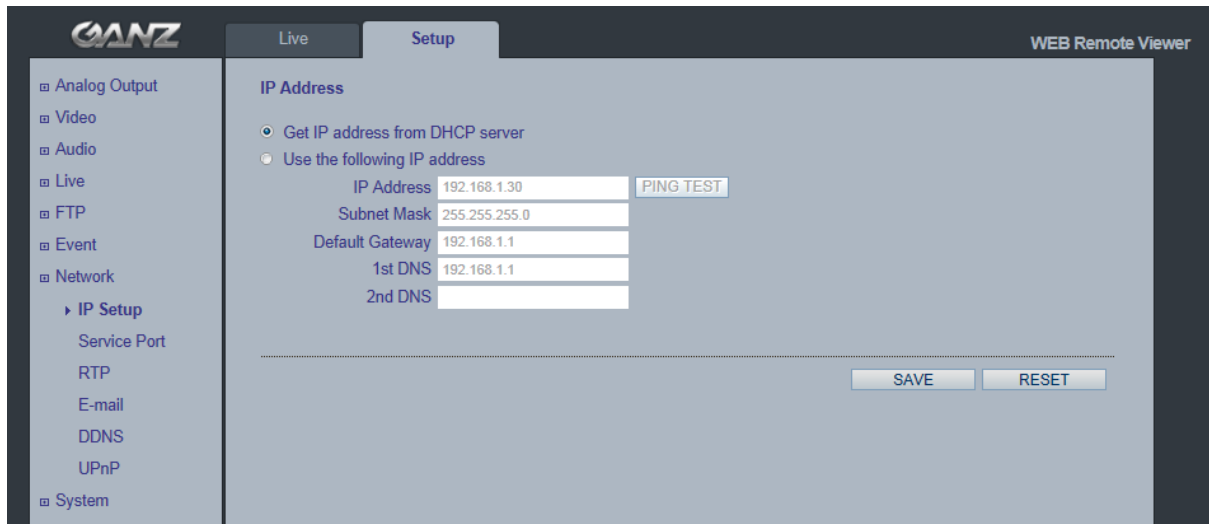 GANZ
Live
Setup
WEB Remote Viewer
Analog Output
Video
Audio
Live
FTP
Event
Network
IP Setup
Service Port
RTP
E-mail
DDNS
UPnP
System
IP Address
Get IP address from DHCP server
Use the following IP address
IP Address 192.168.1.30 PING TEST
Subnet Mask 255.255.255.0
Default Gateway 192.168.1.1
1st DNS 192.168.1.1
2nd DNS
SAVE RESET